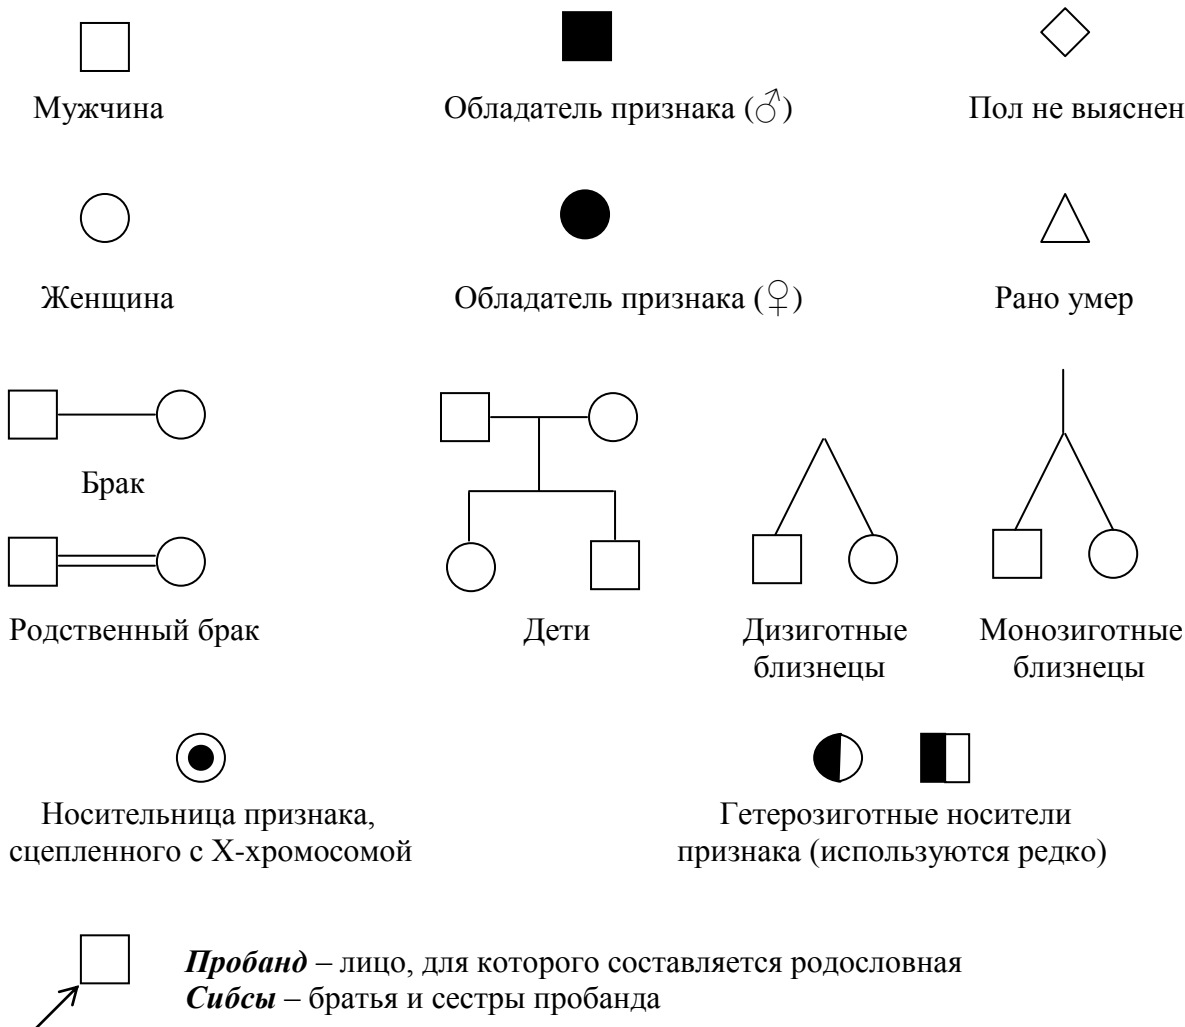 Мужчина
Обладатель признака (♂)
Пол не выяснен
Женщина
Обладатель признака (♀)
Рано умер
Брак
Родственный брак
Дети
Дизиготные
близнецы
Монозиготные
близнецы
Носительница признака,
сцепленного с Х-хромосомой
Гетерозиготные носители
признака (используются редко)
Пробанд – лицо, для которого составляется родословная
Сибсы – братья и сестры пробанда